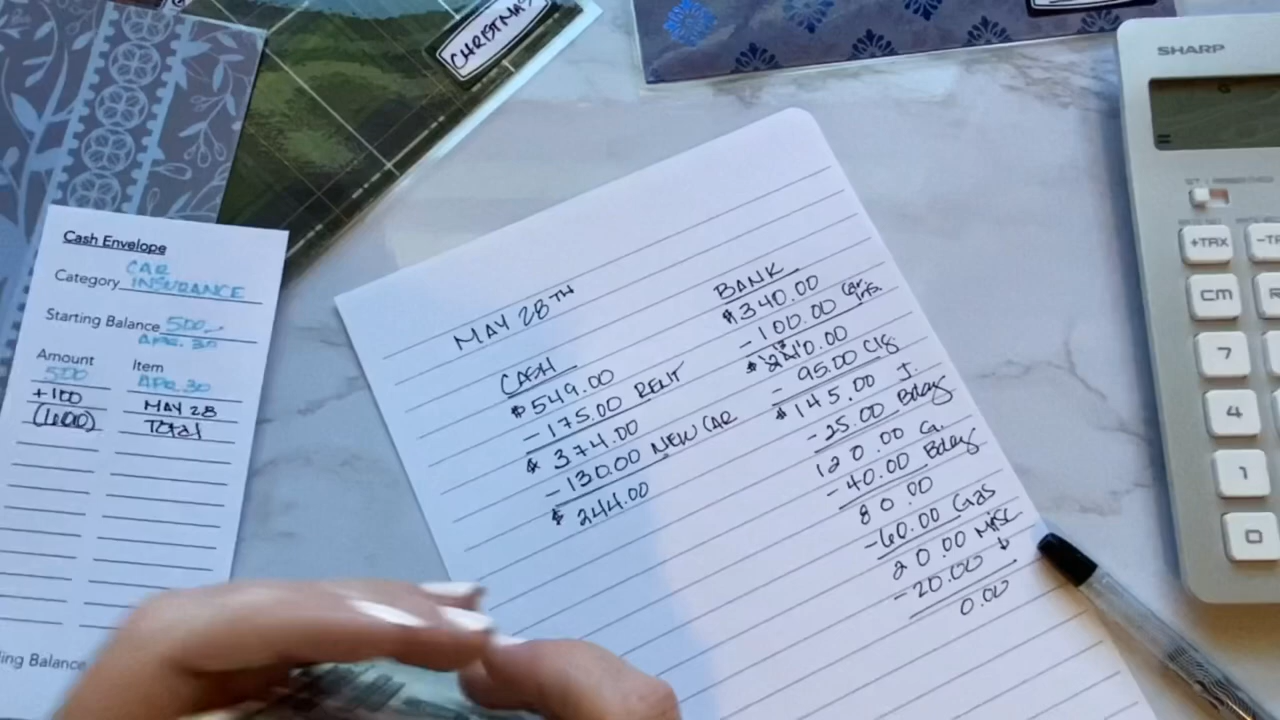 CHRISTMAS
SHARP
Cash Envelope
Category CAR INSURANCE
Starting Balance 500
APR. 30
Amount Item
500 APR. 30
+100 MAY 28
(600) TOTAL
ling Balance
MAY 28TH
CASH
$549.00
-175.00 RENT
$ 374.00
-130.00 NEW CAR
$ 244.00
BANK
$340.00
-100.00 Car Ins.
$ 240.00
- 95.00 Cig
$ 145.00
-25.00 J. Bday
120.00
-40.00 G. Bday
80.00
-60.00 Gas
20.00
-20.00 MISC ↓
0.00
+TAX
-T
CM
R
7
4
1
0